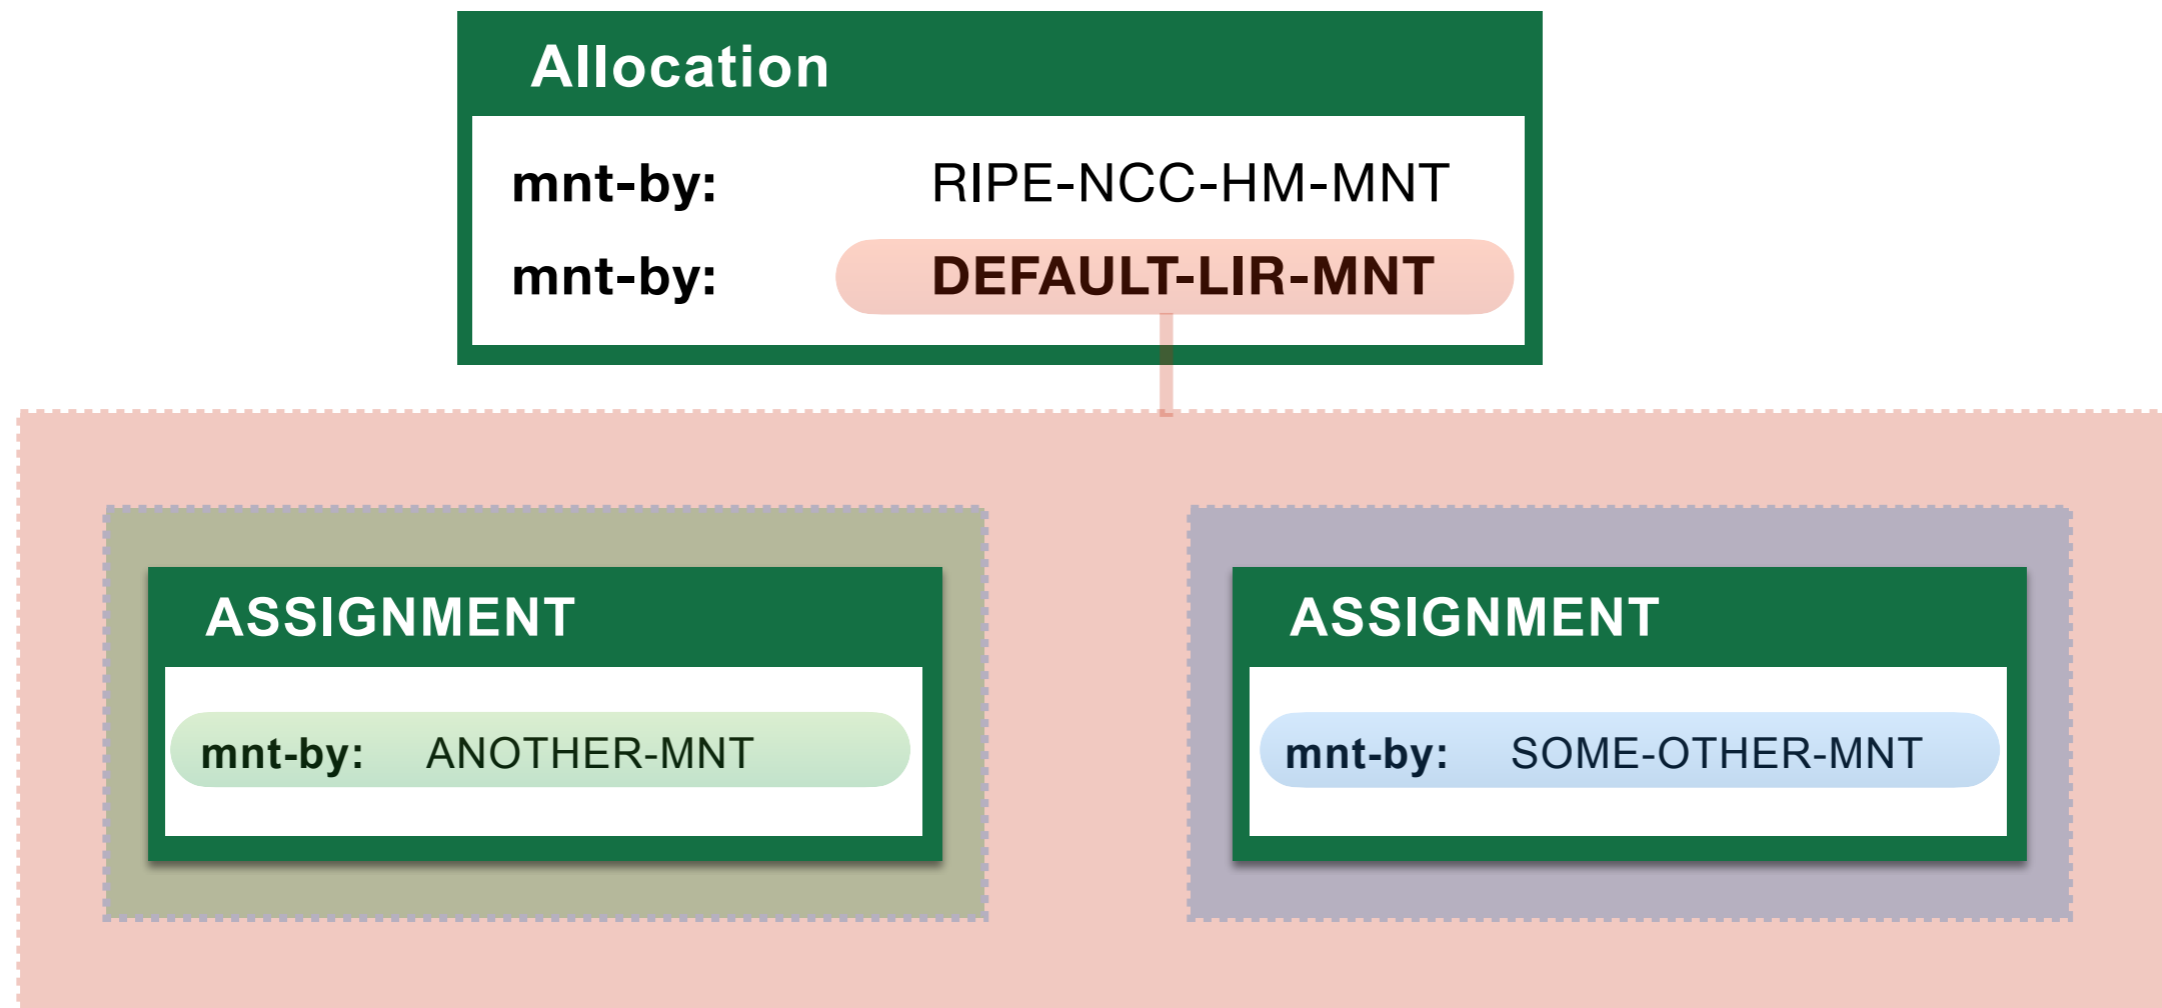 Allocation
mnt-by: RIPE-NCC-HM-MNT
mnt-by: DEFAULT-LIR-MNT
ASSIGNMENT
mnt-by: ANOTHER-MNT
ASSIGNMENT
mnt-by: SOME-OTHER-MNT